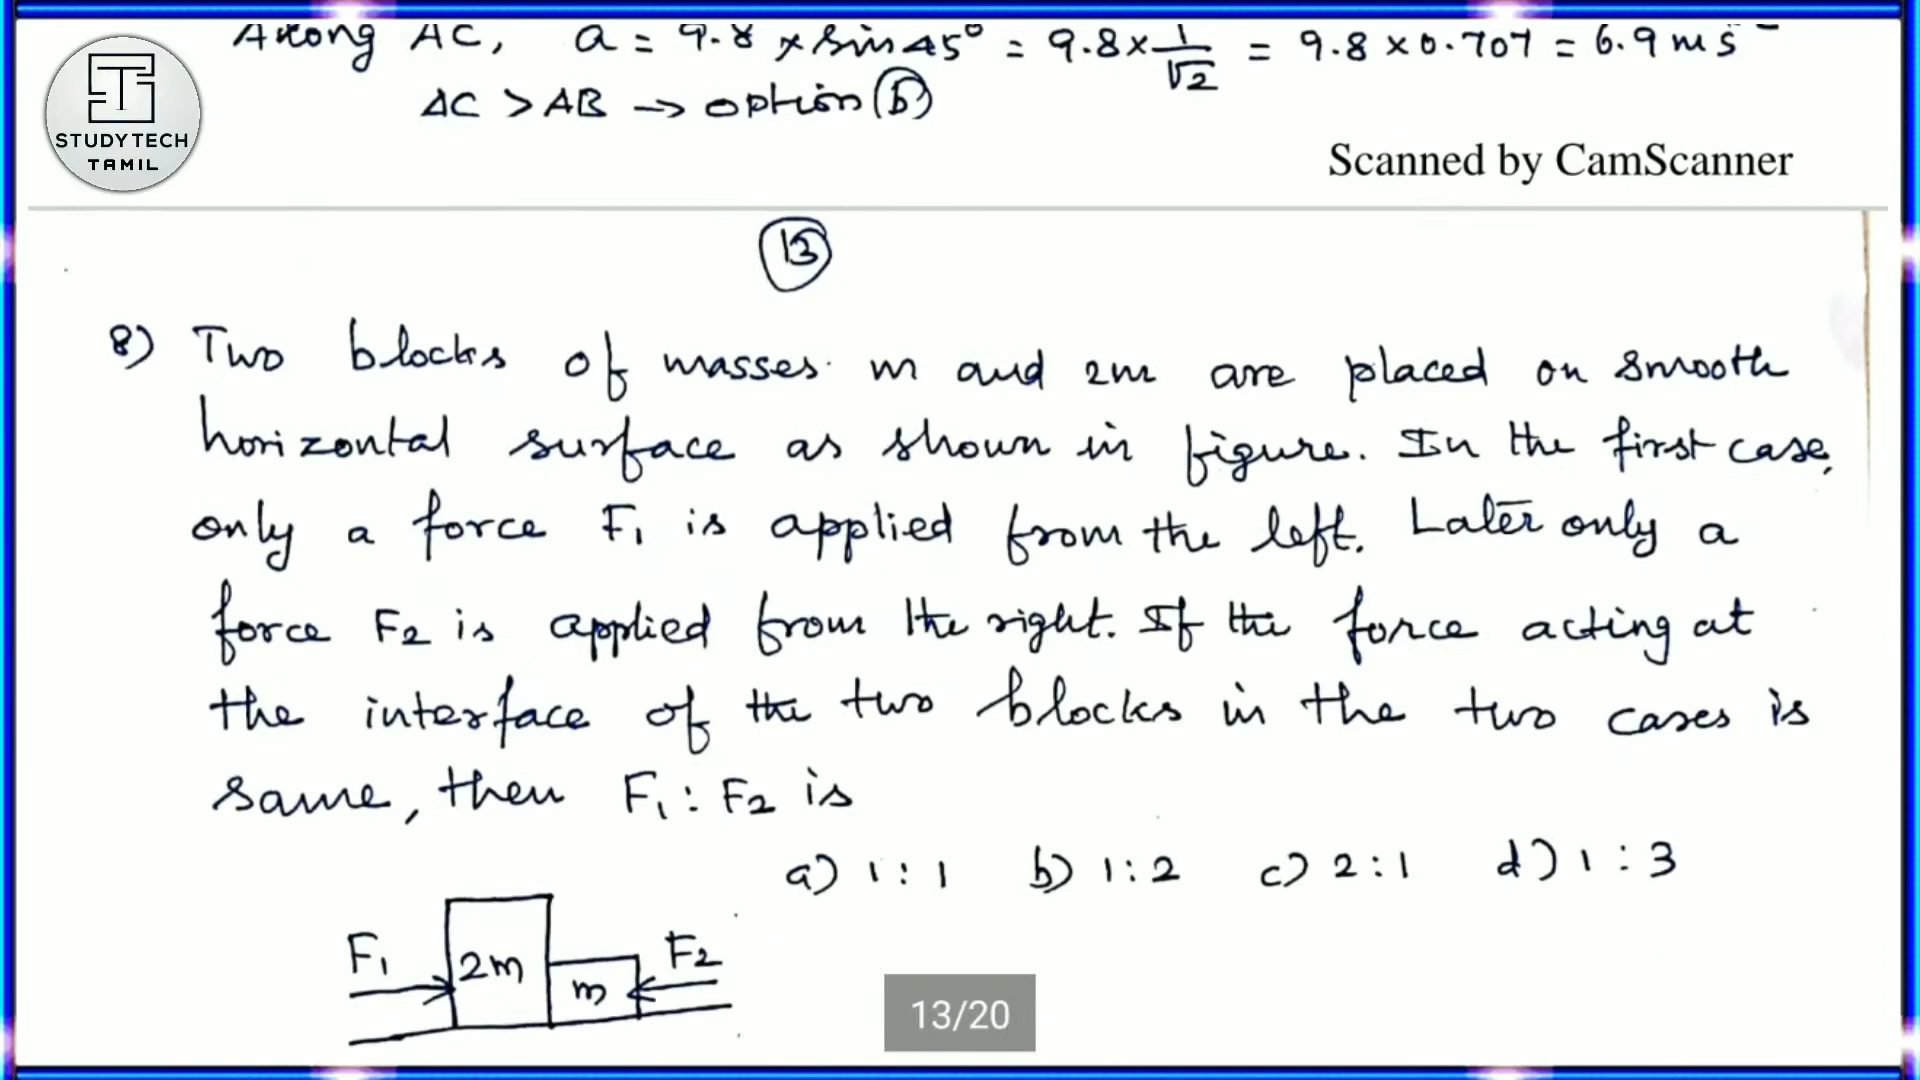 Along AC, a = 9.8 × sin 45° = 9.8 × 1/√2 = 9.8 × 0.707 = 6.9 m s⁻
AC > AB → option (b)
STUDYTECH
TAMIL
Scanned by CamScanner
13
8) Two blocks of masses m and 2m are placed on smooth
horizontal surface as shown in figure. In the first case,
only a force F₁ is applied from the left. Later only a
force F₂ is applied from the right. If the force acting at
the interface of the two blocks in the two cases is
same, then F₁ : F₂ is
a) 1 : 1 b) 1 : 2 c) 2 : 1 d) 1 : 3
F₁ 2m m F₂
13/20